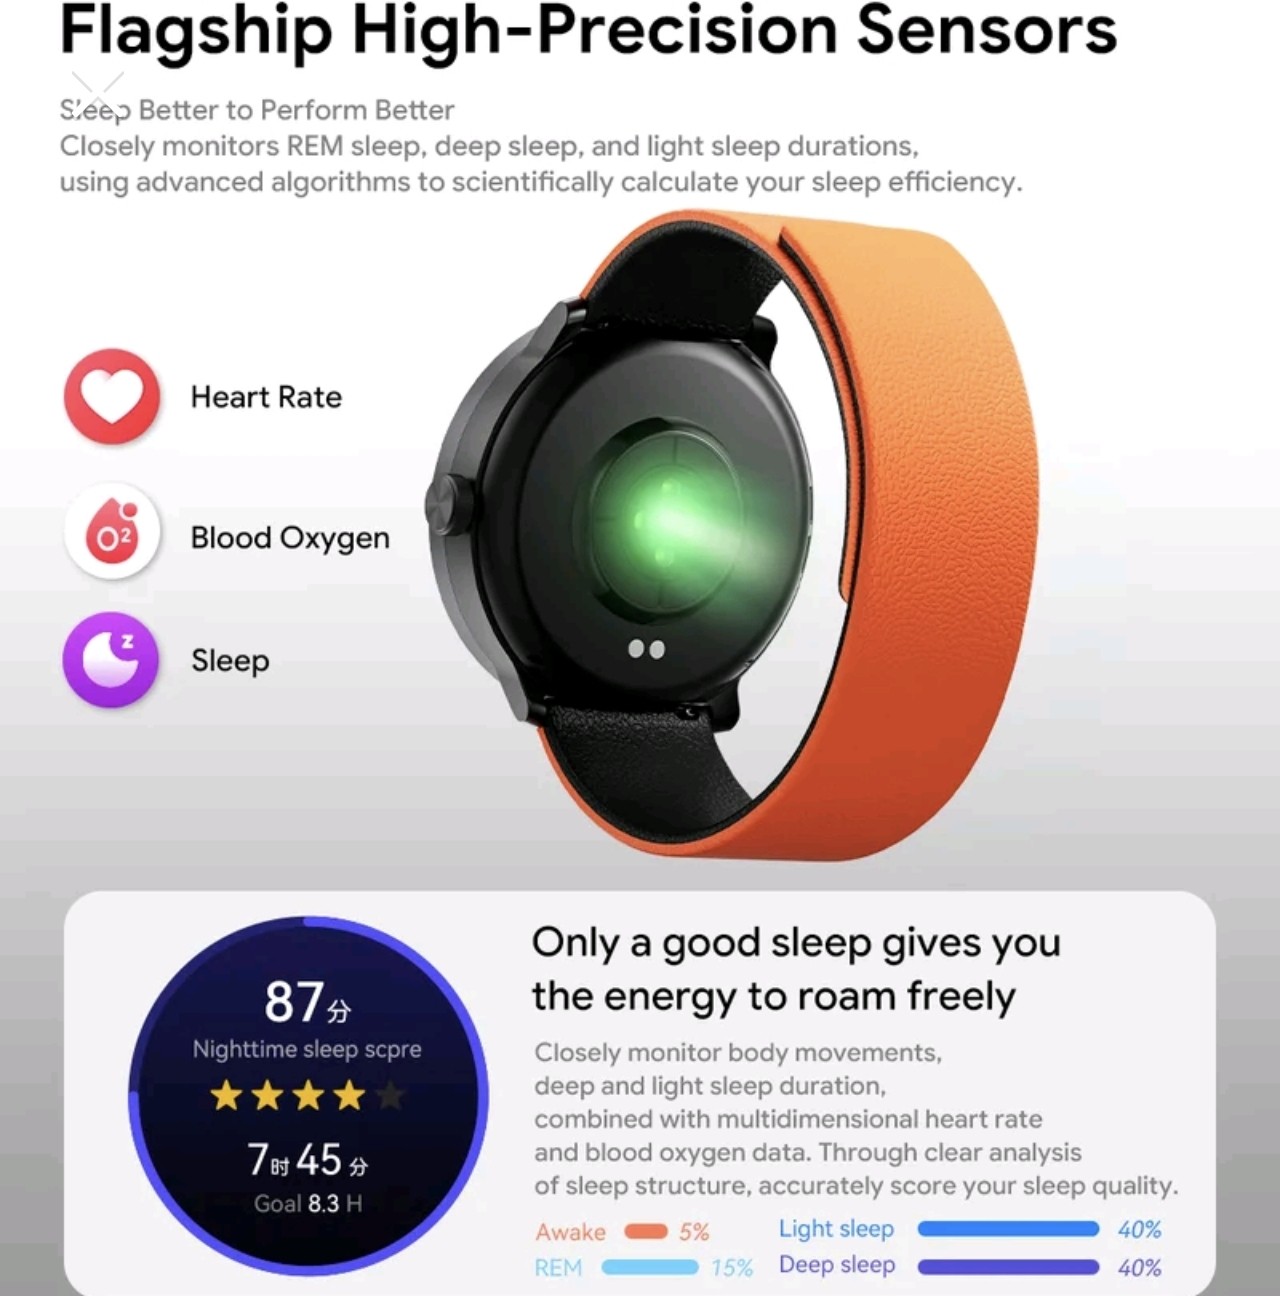 Flagship High-Precision Sensors
Sleep Better to Perform Better
Closely monitors REM sleep, deep sleep, and light sleep durations,
using advanced algorithms to scientifically calculate your sleep efficiency.
Heart Rate
O2
Blood Oxygen
z
Sleep
87分
Nighttime sleep scpre
7时45分
Goal 8.3 H
Only a good sleep gives you
the energy to roam freely
Closely monitor body movements,
deep and light sleep duration,
combined with multidimensional heart rate
and blood oxygen data. Through clear analysis
of sleep structure, accurately score your sleep quality.
Awake 5% Light sleep 40%
REM 15% Deep sleep 40%